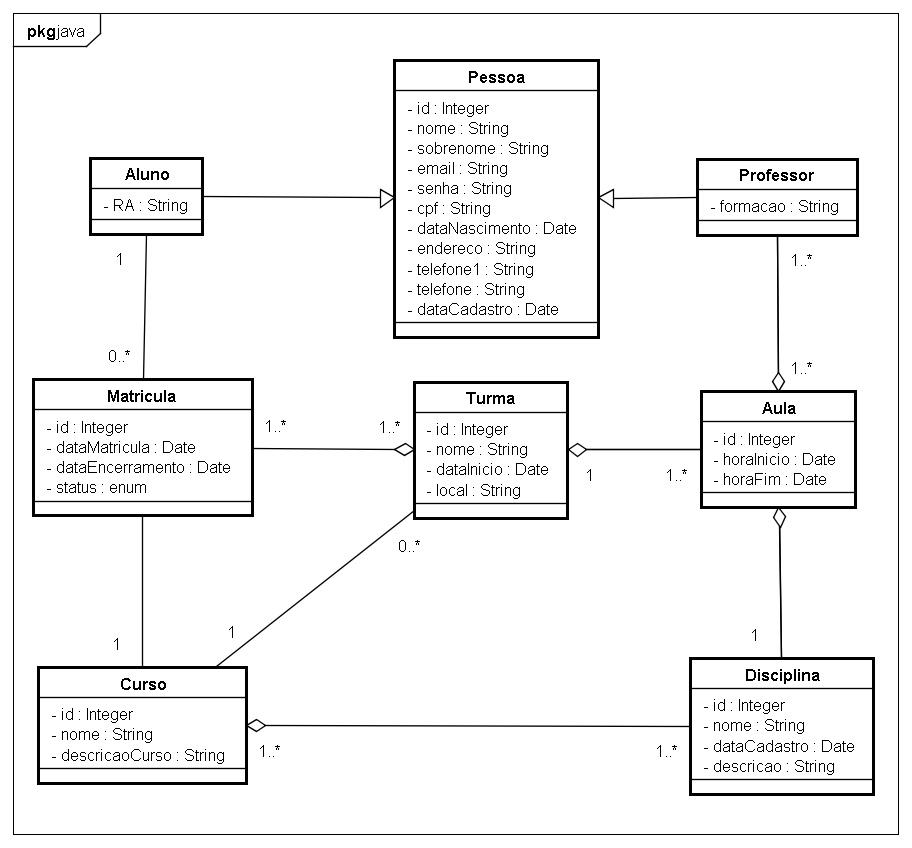 pkgjava
Pessoa
- id : Integer
- nome : String
- sobrenome : String
- email : String
- senha : String
- cpf : String
- dataNascimento : Date
- endereco : String
- telefone1 : String
- telefone : String
- dataCadastro : Date
Aluno
- RA : String
Professor
- formacao : String
1
0..*
1..*
1..*
Matricula
- id : Integer
- dataMatricula : Date
- dataEncerramento : Date
- status : enum
1..*
1..*
Turma
- id : Integer
- nome : String
- dataInicio : Date
- local : String
1
1..*
Aula
- id : Integer
- horaInicio : Date
- horaFim : Date
0..*
1
1
1
Curso
- id : Integer
- nome : String
- descricaoCurso : String
1..*
1..*
Disciplina
- id : Integer
- nome : String
- dataCadastro : Date
- descricao : String